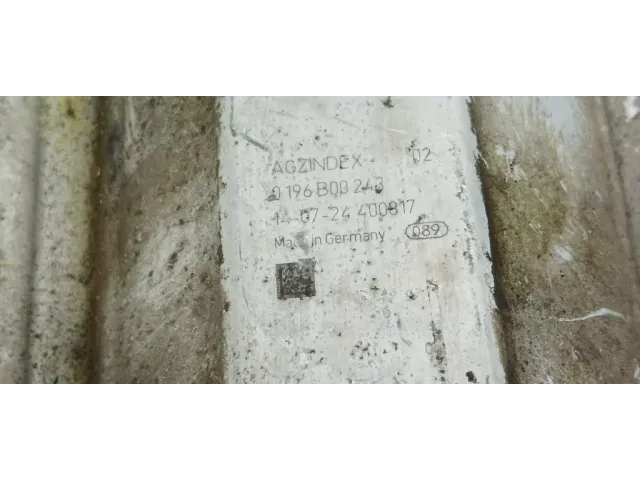 AGZINDEX 02
0 196 B00 243
14-07-24 400817
Made in Germany 089